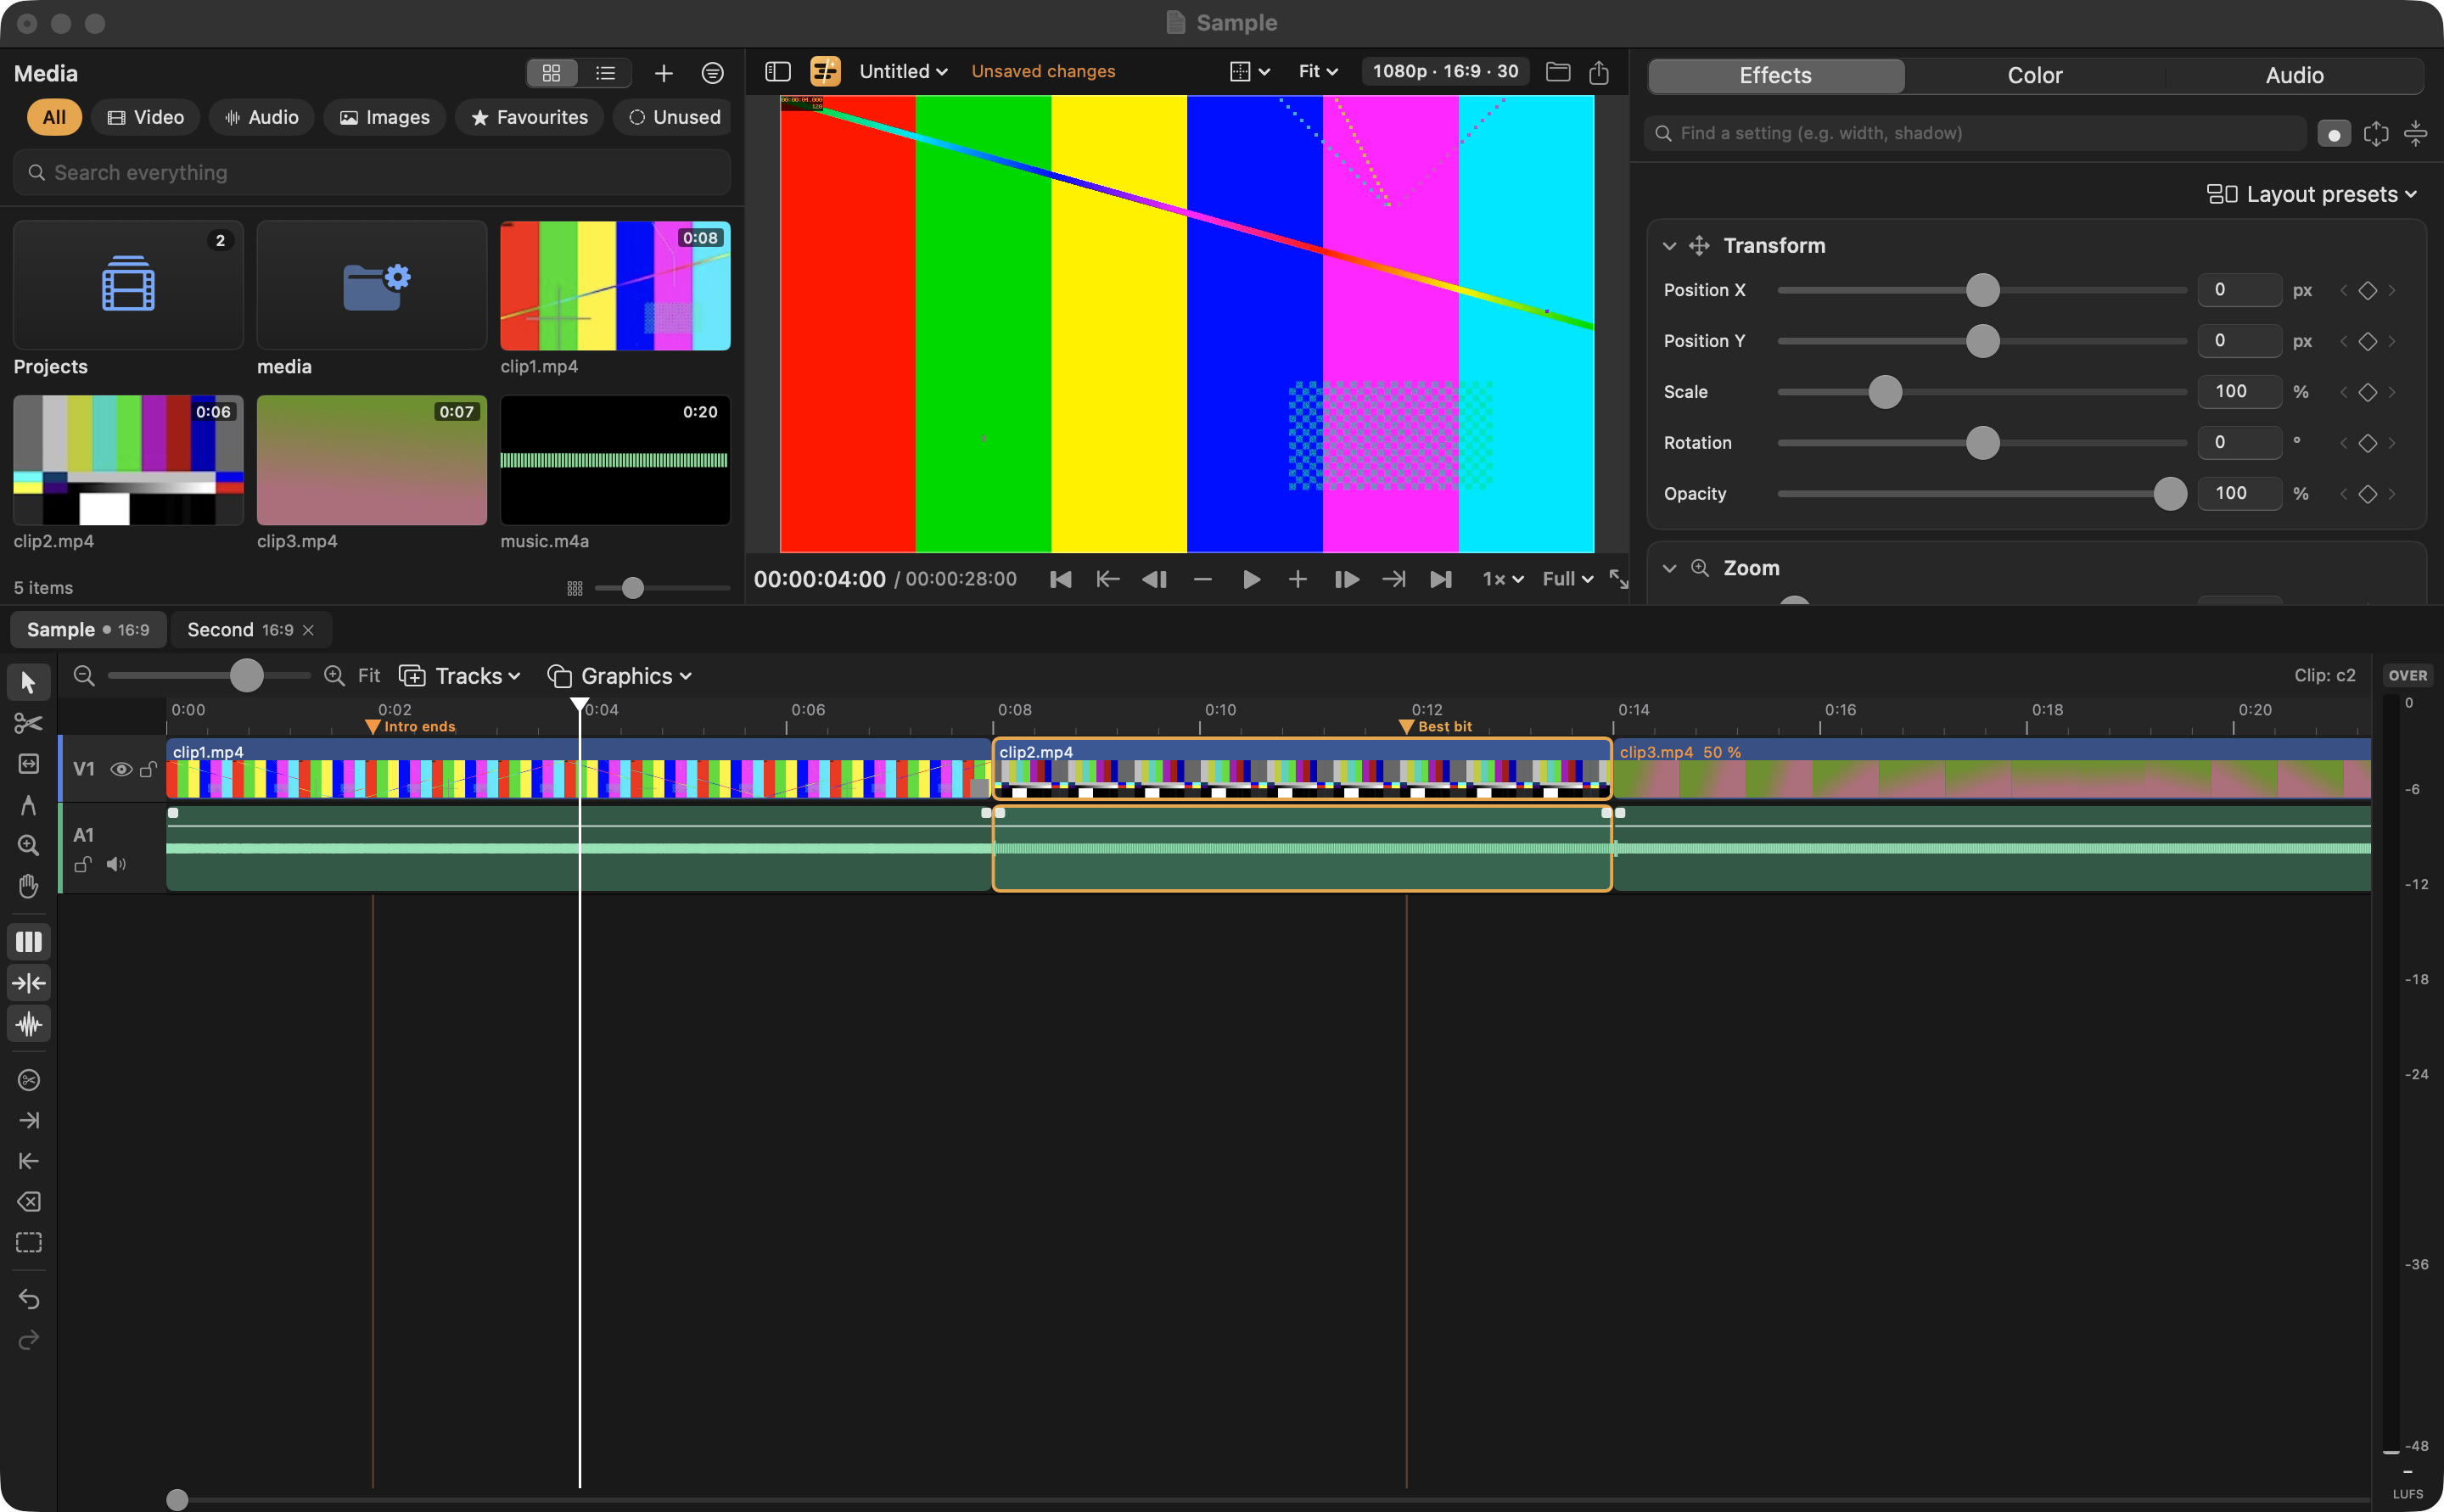 Sample
Media
All Video Audio Images Favourites Unused
Search everything
2
Projects
media
0:08
clip1.mp4
0:06
clip2.mp4
0:07
clip3.mp4
0:20
music.m4a
5 items
Untitled Unsaved changes Fit 1080p · 16:9 · 30
00:00:04.000
120
00:00:04:00 / 00:00:28:00 1× Full
Effects Color Audio
Find a setting (e.g. width, shadow)
Layout presets
Transform
Position X 0 px
Position Y 0 px
Scale 100 %
Rotation 0 °
Opacity 100 %
Zoom
Sample 16:9 Second 16:9
Fit Tracks Graphics Clip: c2
0:00 0:02 0:04 0:06 0:08 0:10 0:12 0:14 0:16 0:18 0:20
Intro ends Best bit
V1
clip1.mp4 clip2.mp4 clip3.mp4 50 %
A1
OVER
0
-6
-12
-18
-24
-36
-48
–
LUFS